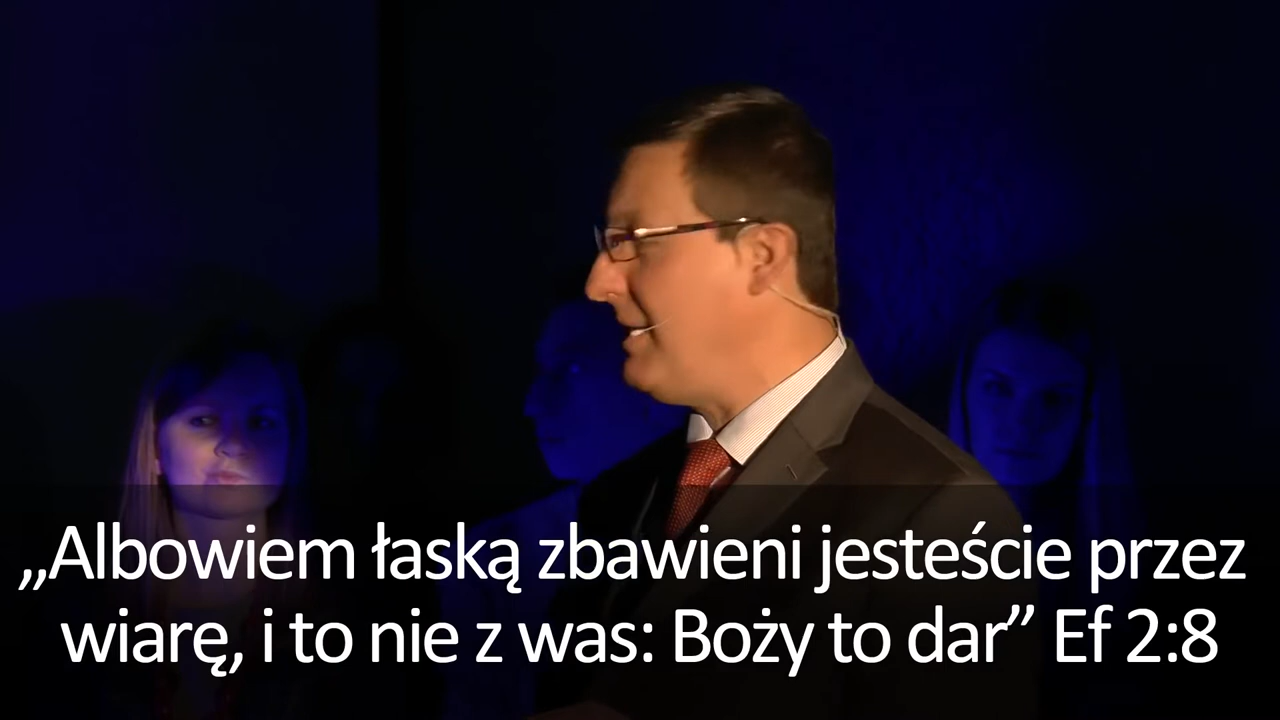 „Albowiem łaską zbawieni jesteście przez
wiarę, i to nie z was: Boży to dar” Ef 2:8